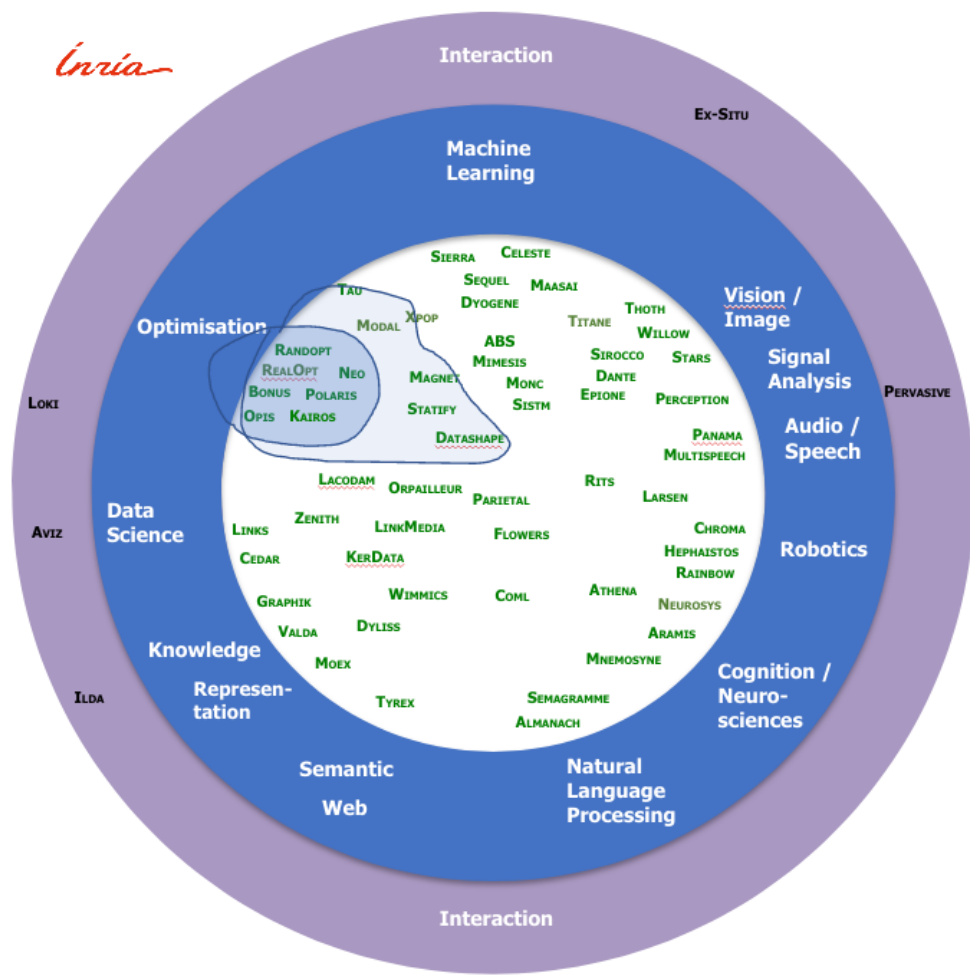 Inria
Interaction
Ex-Situ
Machine
Learning
Sierra
Celeste
Sequel
Maasai
Tau
Dyogene
Thoth
Vision /
Image
Optimisation
Modal
Xpop
Titane
Willow
ABS
Randopt
Mimesis
Sirocco
Stars
Signal
Analysis
RealOpt
Neo
Magnet
Monc
Dante
Bonus
Polaris
Sistm
Epione
Perception
Pervasive
Loki
Opis
Kairos
Statify
Audio /
Speech
Datashape
Panama
Multispeech
Lacodam
Orpailleur
Parietal
Rits
Larsen
Data
Science
Zenith
Links
LinkMedia
Flowers
Chroma
Aviz
Cedar
KerData
Hephaistos
Robotics
Rainbow
Graphik
Wimmics
Coml
Athena
Neurosys
Valda
Dyliss
Aramis
Knowledge
Represen-
tation
Moex
Mnemosyne
Cognition /
Neuro-
sciences
Ilda
Tyrex
Semagramme
Almanach
Semantic
Web
Natural
Language
Processing
Interaction